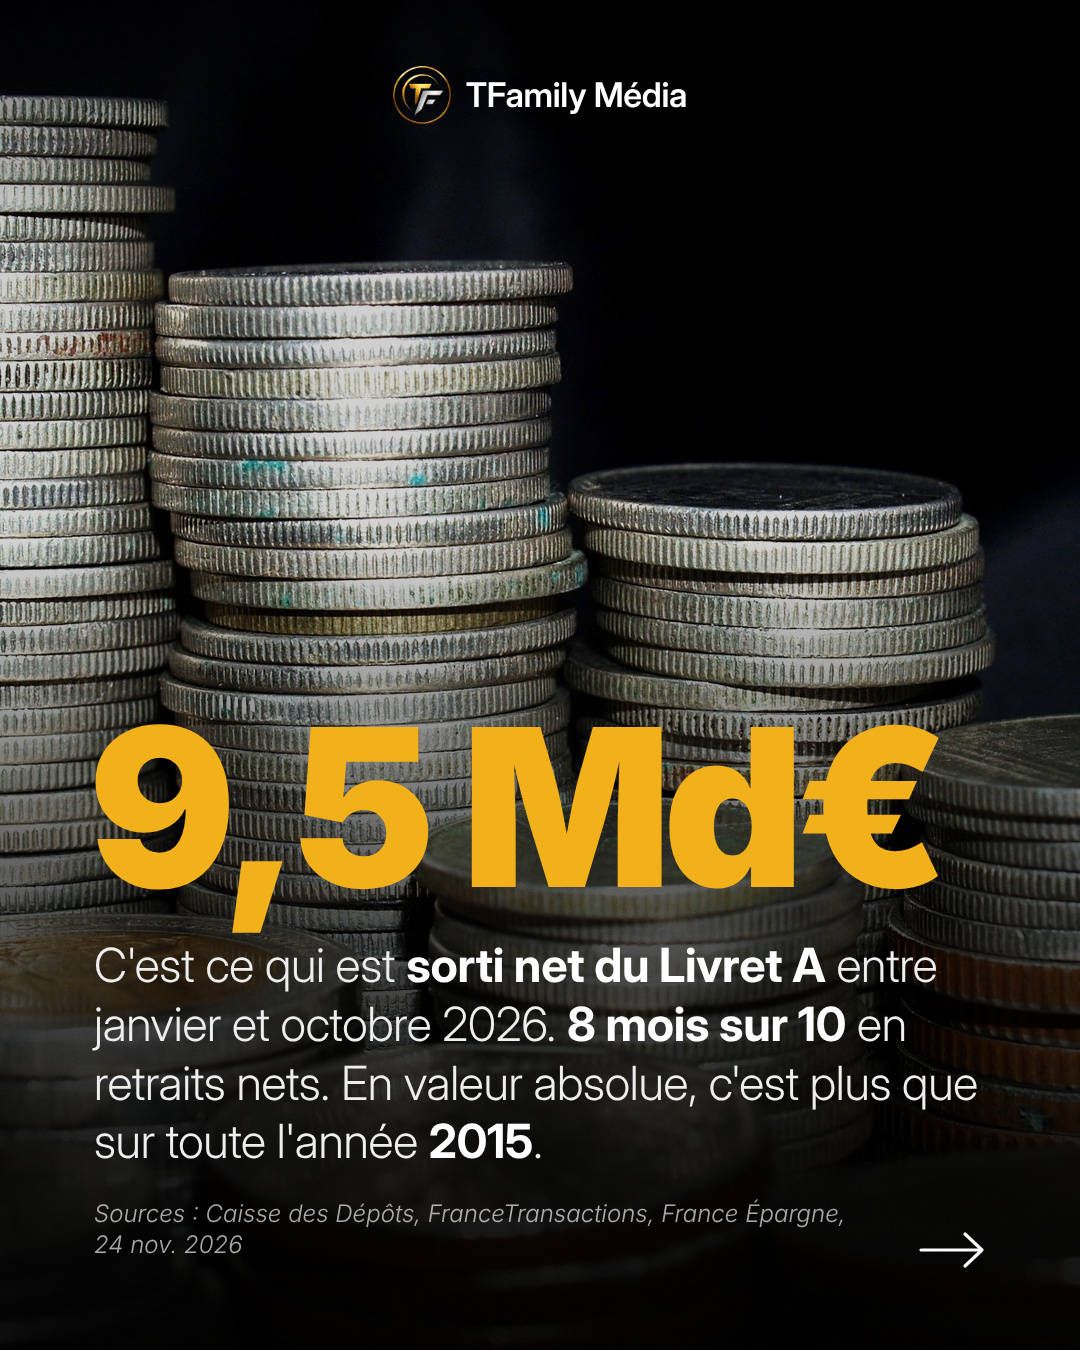 TFamily Média
9,5 Md€
C'est ce qui est sorti net du Livret A entre
janvier et octobre 2026. 8 mois sur 10 en
retraits nets. En valeur absolue, c'est plus que
sur toute l'année 2015.
Sources : Caisse des Dépôts, FranceTransactions, France Épargne,
24 nov. 2026